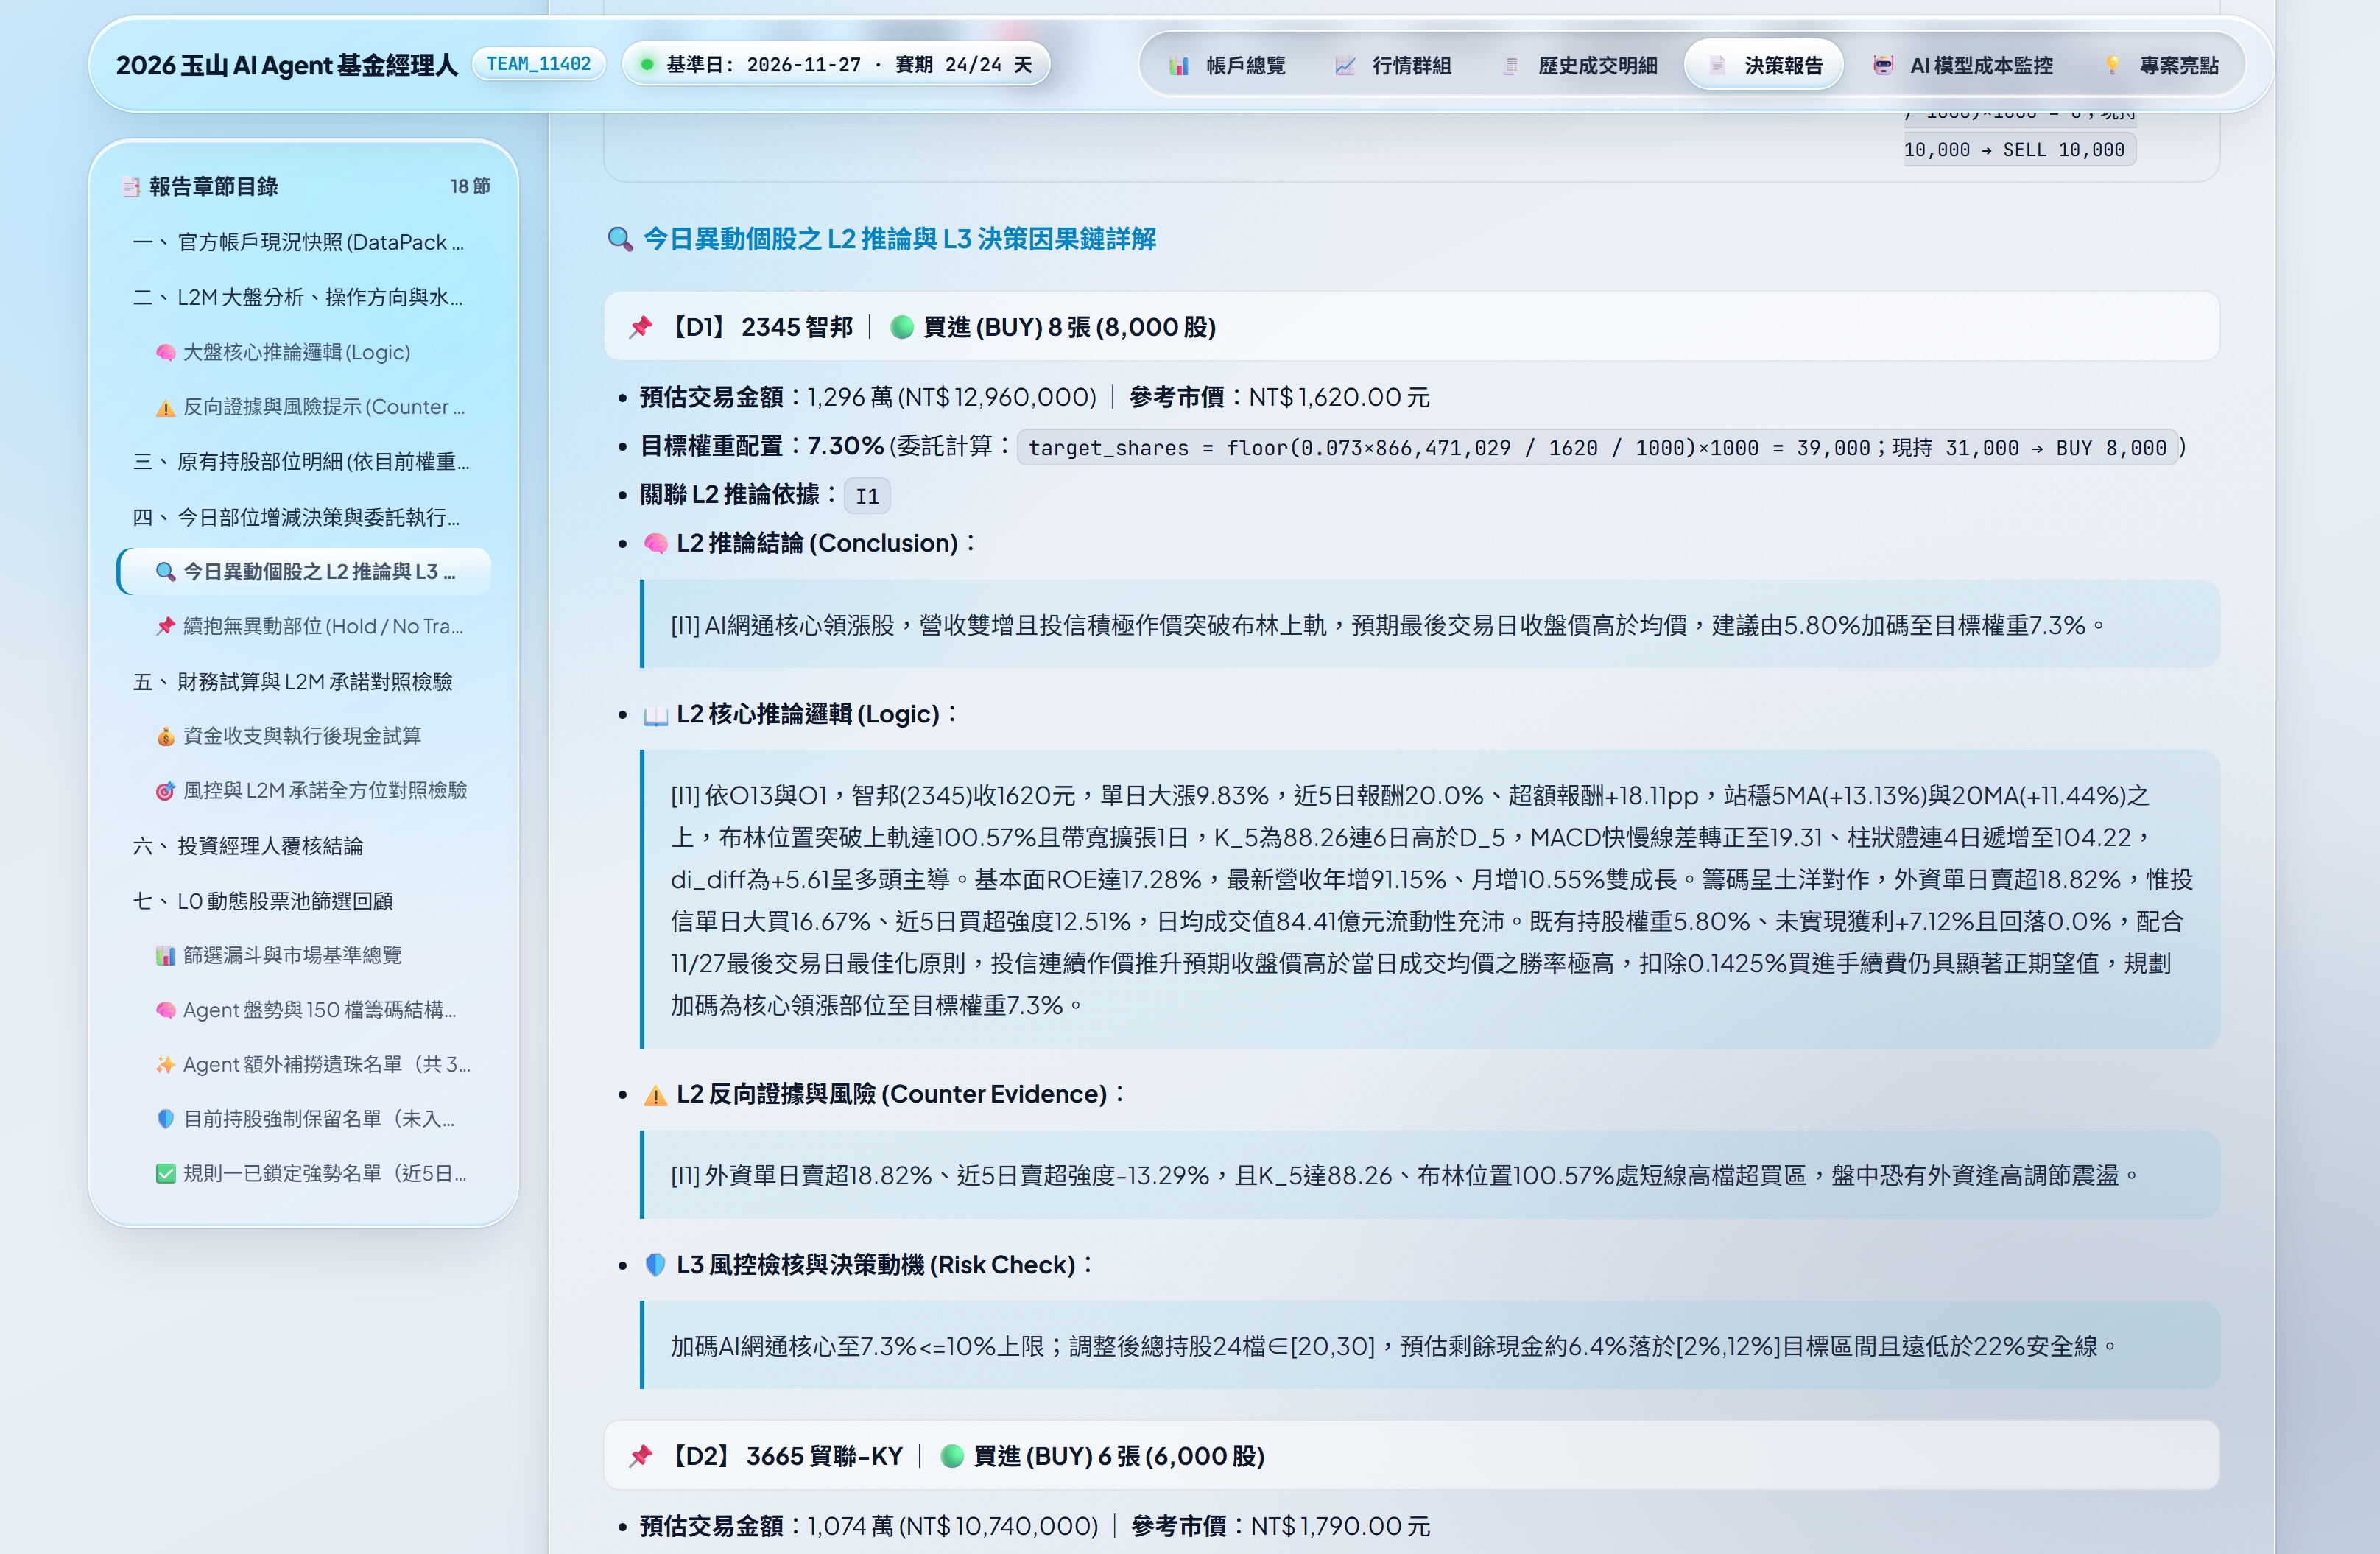 2026 玉山 AI Agent 基金經理人
TEAM_11402
基準日: 2026-11-27 · 賽期 24/24 天
帳戶總覽
行情群組
歷史成交明細
決策報告
AI 模型成本監控
專案亮點
報告章節目錄
18 節
一、 官方帳戶現況快照 (DataPack ...
二、 L2M 大盤分析、操作方向與水...
大盤核心推論邏輯 (Logic)
反向證據與風險提示 (Counter ...
三、 原有持股部位明細 (依目前權重...
四、 今日部位增減決策與委託執行...
今日異動個股之 L2 推論與 L3 ...
續抱無異動部位 (Hold / No Tra...
五、 財務試算與 L2M 承諾對照檢驗
資金收支與執行後現金試算
風控與 L2M 承諾全方位對照檢驗
六、 投資經理人覆核結論
七、 L0 動態股票池篩選回顧
篩選漏斗與市場基準總覽
Agent 盤勢與 150 檔籌碼結構...
Agent 額外補撈遺珠名單（共 3...
目前持股強制保留名單（未入...
規則一已鎖定強勢名單（近5日...
10,000 → SELL 10,000
今日異動個股之 L2 推論與 L3 決策因果鏈詳解
【D1】 2345 智邦 ｜ 買進 (BUY) 8 張 (8,000 股)
預估交易金額：1,296 萬 (NT$ 12,960,000) ｜ 參考市價：NT$ 1,620.00 元
目標權重配置：7.30% (委託計算： target_shares = floor(0.073×866,471,029 / 1620 / 1000)×1000 = 39,000；現持 31,000 → BUY 8,000 )
關聯 L2 推論依據： I1
L2 推論結論 (Conclusion)：
[I1] AI網通核心領漲股，營收雙增且投信積極作價突破布林上軌，預期最後交易日收盤價高於均價，建議由5.80%加碼至目標權重7.3%。
L2 核心推論邏輯 (Logic)：
[I1] 依O13與O1，智邦(2345)收1620元，單日大漲9.83%，近5日報酬20.0%、超額報酬+18.11pp，站穩5MA(+13.13%)與20MA(+11.44%)之
上，布林位置突破上軌達100.57%且帶寬擴張1日，K_5為88.26連6日高於D_5，MACD快慢線差轉正至19.31、柱狀體連4日遞增至104.22，
di_diff為+5.61呈多頭主導。基本面ROE達17.28%，最新營收年增91.15%、月增10.55%雙成長。籌碼呈土洋對作，外資單日賣超18.82%，惟投
信單日大買16.67%、近5日買超強度12.51%，日均成交值84.41億元流動性充沛。既有持股權重5.80%、未實現獲利+7.12%且回落0.0%，配合
11/27最後交易日最佳化原則，投信連續作價推升預期收盤價高於當日成交均價之勝率極高，扣除0.1425%買進手續費仍具顯著正期望值，規劃
加碼為核心領漲部位至目標權重7.3%。
L2 反向證據與風險 (Counter Evidence)：
[I1] 外資單日賣超18.82%、近5日賣超強度-13.29%，且K_5達88.26、布林位置100.57%處短線高檔超買區，盤中恐有外資逢高調節震盪。
L3 風控檢核與決策動機 (Risk Check)：
加碼AI網通核心至7.3%<=10%上限；調整後總持股24檔∈[20,30]，預估剩餘現金約6.4%落於[2%,12%]目標區間且遠低於22%安全線。
【D2】 3665 貿聯-KY ｜ 買進 (BUY) 6 張 (6,000 股)
預估交易金額：1,074 萬 (NT$ 10,740,000) ｜ 參考市價：NT$ 1,790.00 元